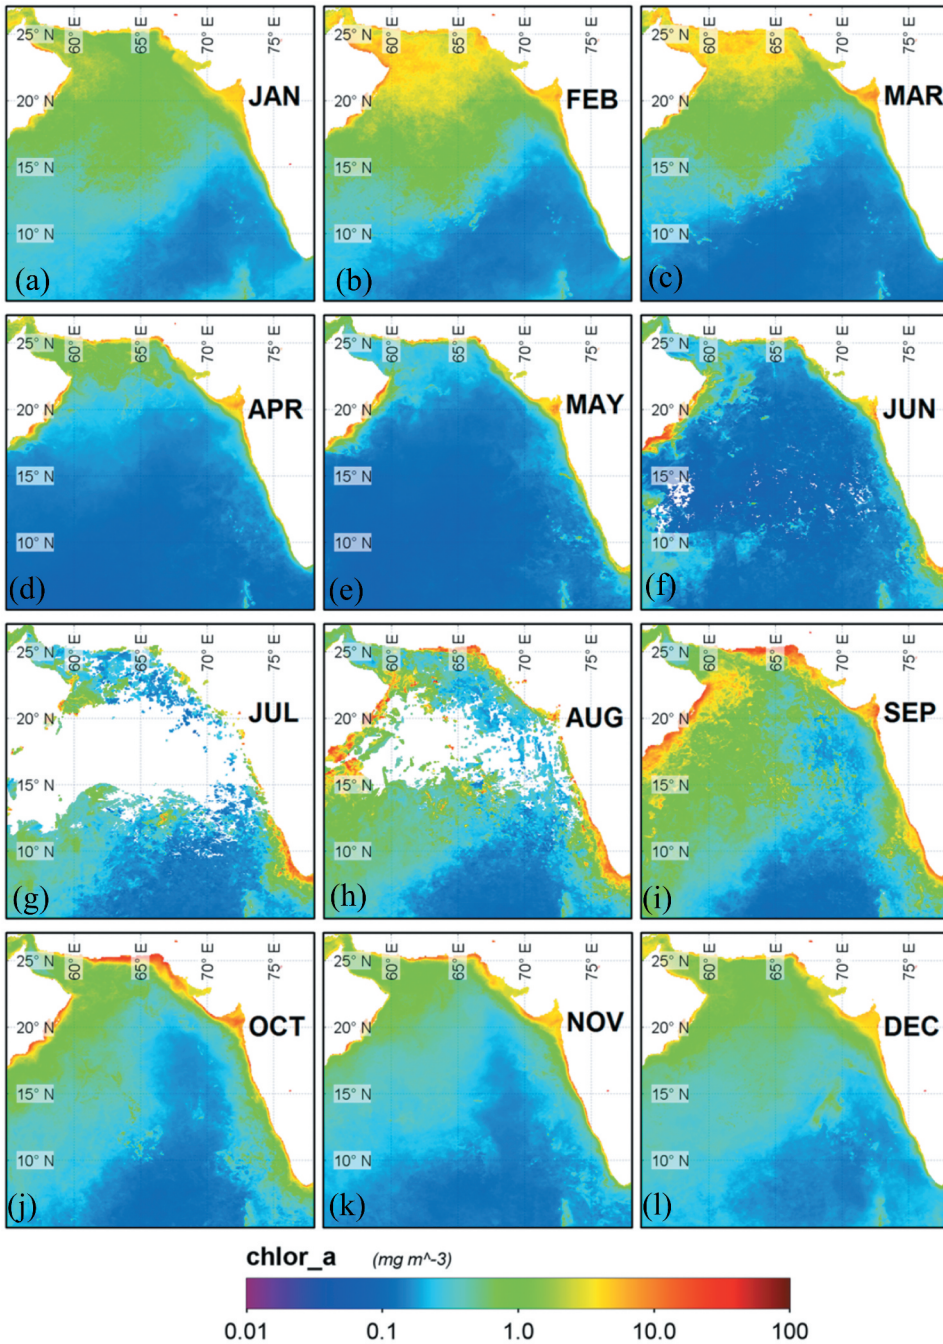 25° N 60° E 65° E 70° E 75° E
JAN
20° N
15° N
10° N
(a)
25° N 60° E 65° E 70° E 75° E
FEB
20° N
15° N
10° N
(b)
25° N 60° E 65° E 70° E 75° E
MAR
20° N
15° N
10° N
(c)
25° N 60° E 65° E 70° E 75° E
APR
20° N
15° N
10° N
(d)
25° N 60° E 65° E 70° E 75° E
MAY
20° N
15° N
10° N
(e)
25° N 60° E 65° E 70° E 75° E
JUN
20° N
15° N
10° N
(f)
25° N 60° E 65° E 70° E 75° E
JUL
20° N
15° N
10° N
(g)
25° N 60° E 65° E 70° E 75° E
AUG
20° N
15° N
10° N
(h)
25° N 60° E 65° E 70° E 75° E
SEP
20° N
15° N
10° N
(i)
25° N 60° E 65° E 70° E 75° E
OCT
20° N
15° N
10° N
(j)
25° N 60° E 65° E 70° E 75° E
NOV
20° N
15° N
10° N
(k)
25° N 60° E 65° E 70° E 75° E
DEC
20° N
15° N
10° N
(l)
chlor_a (mg m^-3)
0.01 0.1 1.0 10.0 100